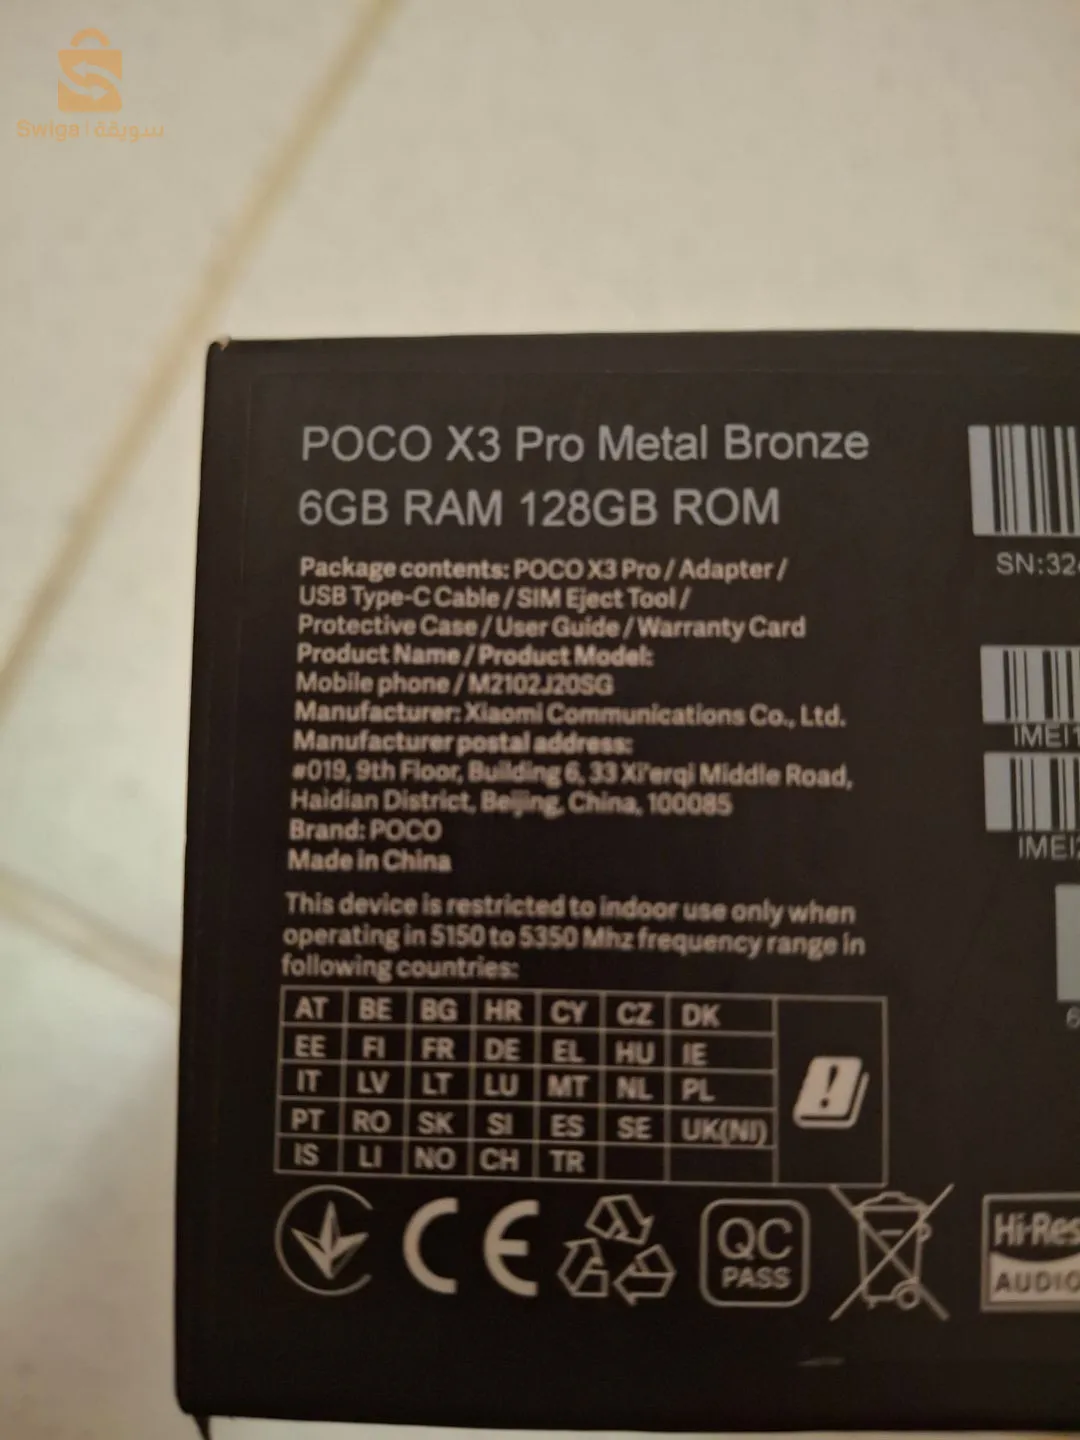 Swiga | سويقة
POCO X3 Pro Metal Bronze
6GB RAM 128GB ROM
Package contents: POCO X3 Pro / Adapter /
USB Type-C Cable / SIM Eject Tool /
Protective Case / User Guide / Warranty Card
Product Name / Product Model:
Mobile phone / M2102J20SG
Manufacturer: Xiaomi Communications Co., Ltd.
Manufacturer postal address:
#019, 9th Floor, Building 6, 33 Xi'erqi Middle Road,
Haidian District, Beijing, China, 100085
Brand: POCO
Made in China
This device is restricted to indoor use only when
operating in 5150 to 5350 Mhz frequency range in
following countries:
AT BE BG HR CY CZ DK
EE FI FR DE EL HU IE
IT LV LT LU MT NL PL
PT RO SK SI ES SE UK(NI)
IS LI NO CH TR
CE
QC
PASS
Hi-Res
AUDIO
SN:32
IMEI1
IMEI2
6